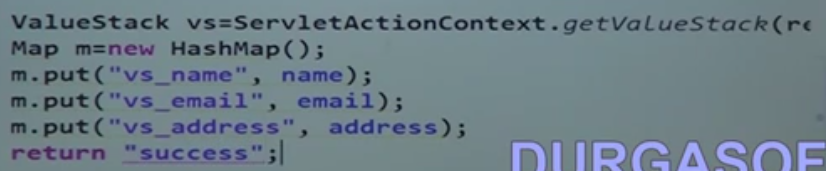 ValueStack vs=ServletActionContext.getValueStack(re
Map m=new HashMap();
m.put("vs_name", name);
m.put("vs_email", email);
m.put("vs_address", address);
return "success";
DURGASOF